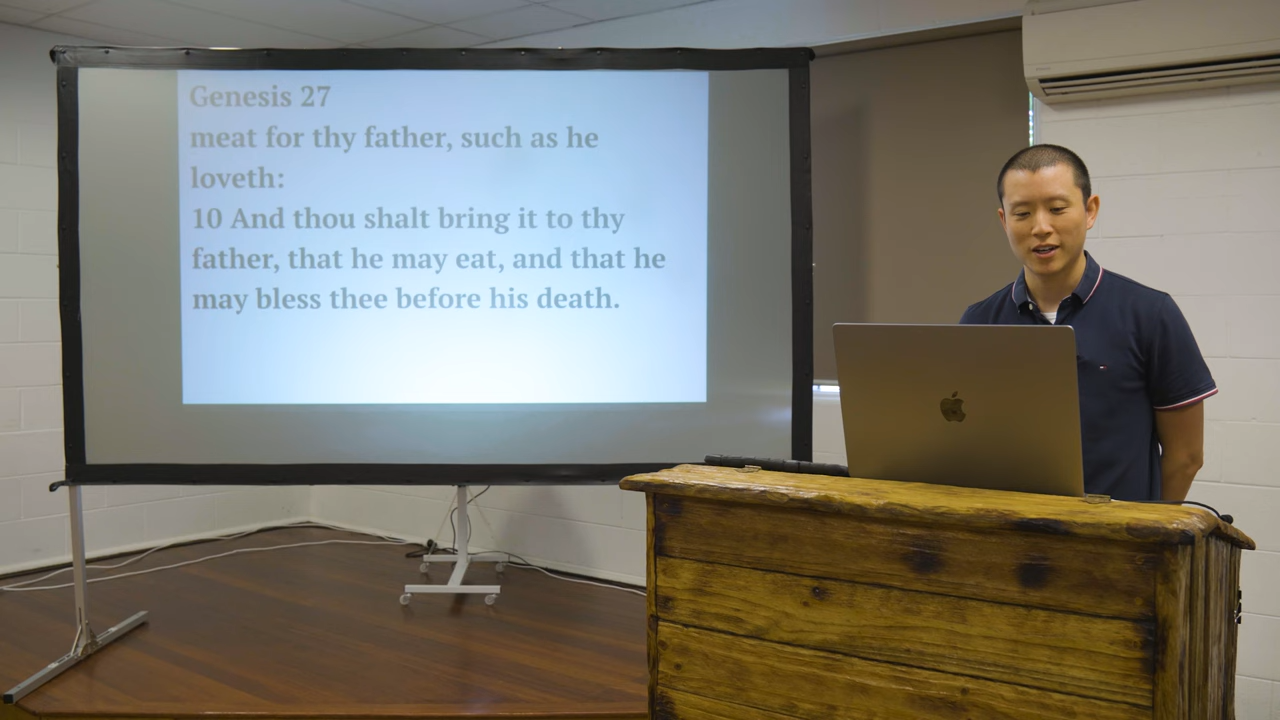 Genesis 27
meat for thy father, such as he
loveth:
10 And thou shalt bring it to thy
father, that he may eat, and that he
may bless thee before his death.